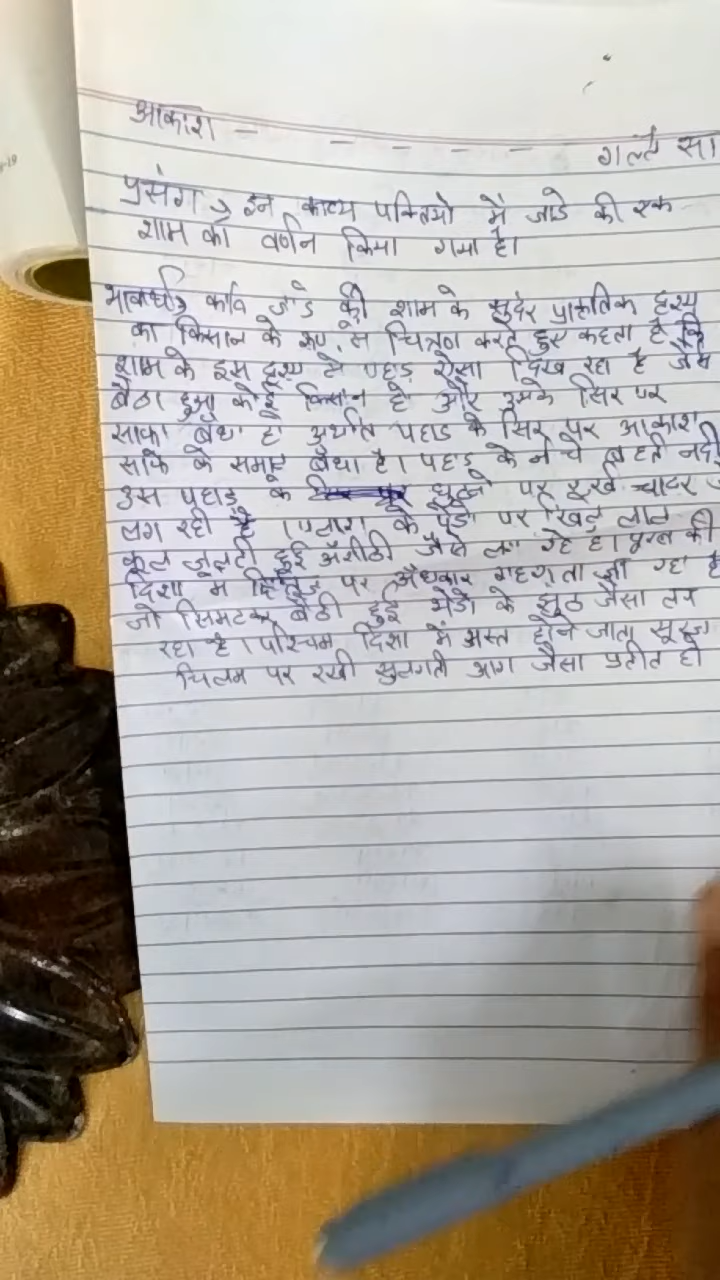 आकाश - - - - -
गल्ले सा
प्रसंग → इन काव्य पक्तियो मे जाडे की एक
शाम का वर्णन किया गया है।
भावार्थ→ कवि जाडे की शाम के सुदंर प्राकृतिक दृश्य
का किसान के रूप मे चित्रण करते हुए कहता है कि
शाम के इस दृश्य मे पहाड़ ऐसा दिख रहा है जैसे
बैठा हुआ कोई किसान हो और उसके सिर पर
साफा बंधा हो अर्थात पहाड के सिर पर आकाश
साफे के समान बँधा है। पहाड़ के नीचे बहती नदी
उस पहाड़ के घुटनो पर रखी चादर
लग रही है। पलाश के पेडो पर खिले लाल
फूल जलती हुई अँगीठी जैसे लग रहे है। पूरब की
दिशा मे क्षितिज पर अँधकार गहराता जा रहा है
जो सिमटकर बैठी हुई भेडो के झुंठ जैसा लग
रहा है। पश्चिम दिशा में अस्त होने जाता सूरज
चिलम पर रखी सुलगती आग जैसा प्रतीत हो